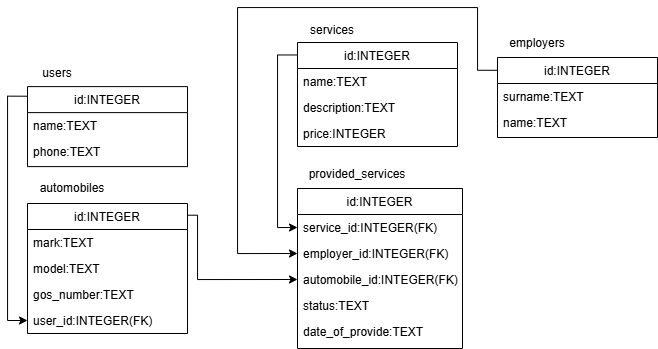 users
id:INTEGER
name:TEXT
phone:TEXT
automobiles
id:INTEGER
mark:TEXT
model:TEXT
gos_number:TEXT
user_id:INTEGER(FK)
services
id:INTEGER
name:TEXT
description:TEXT
price:INTEGER
provided_services
id:INTEGER
service_id:INTEGER(FK)
employer_id:INTEGER(FK)
automobile_id:INTEGER(FK)
status:TEXT
date_of_provide:TEXT
employers
id:INTEGER
surname:TEXT
name:TEXT